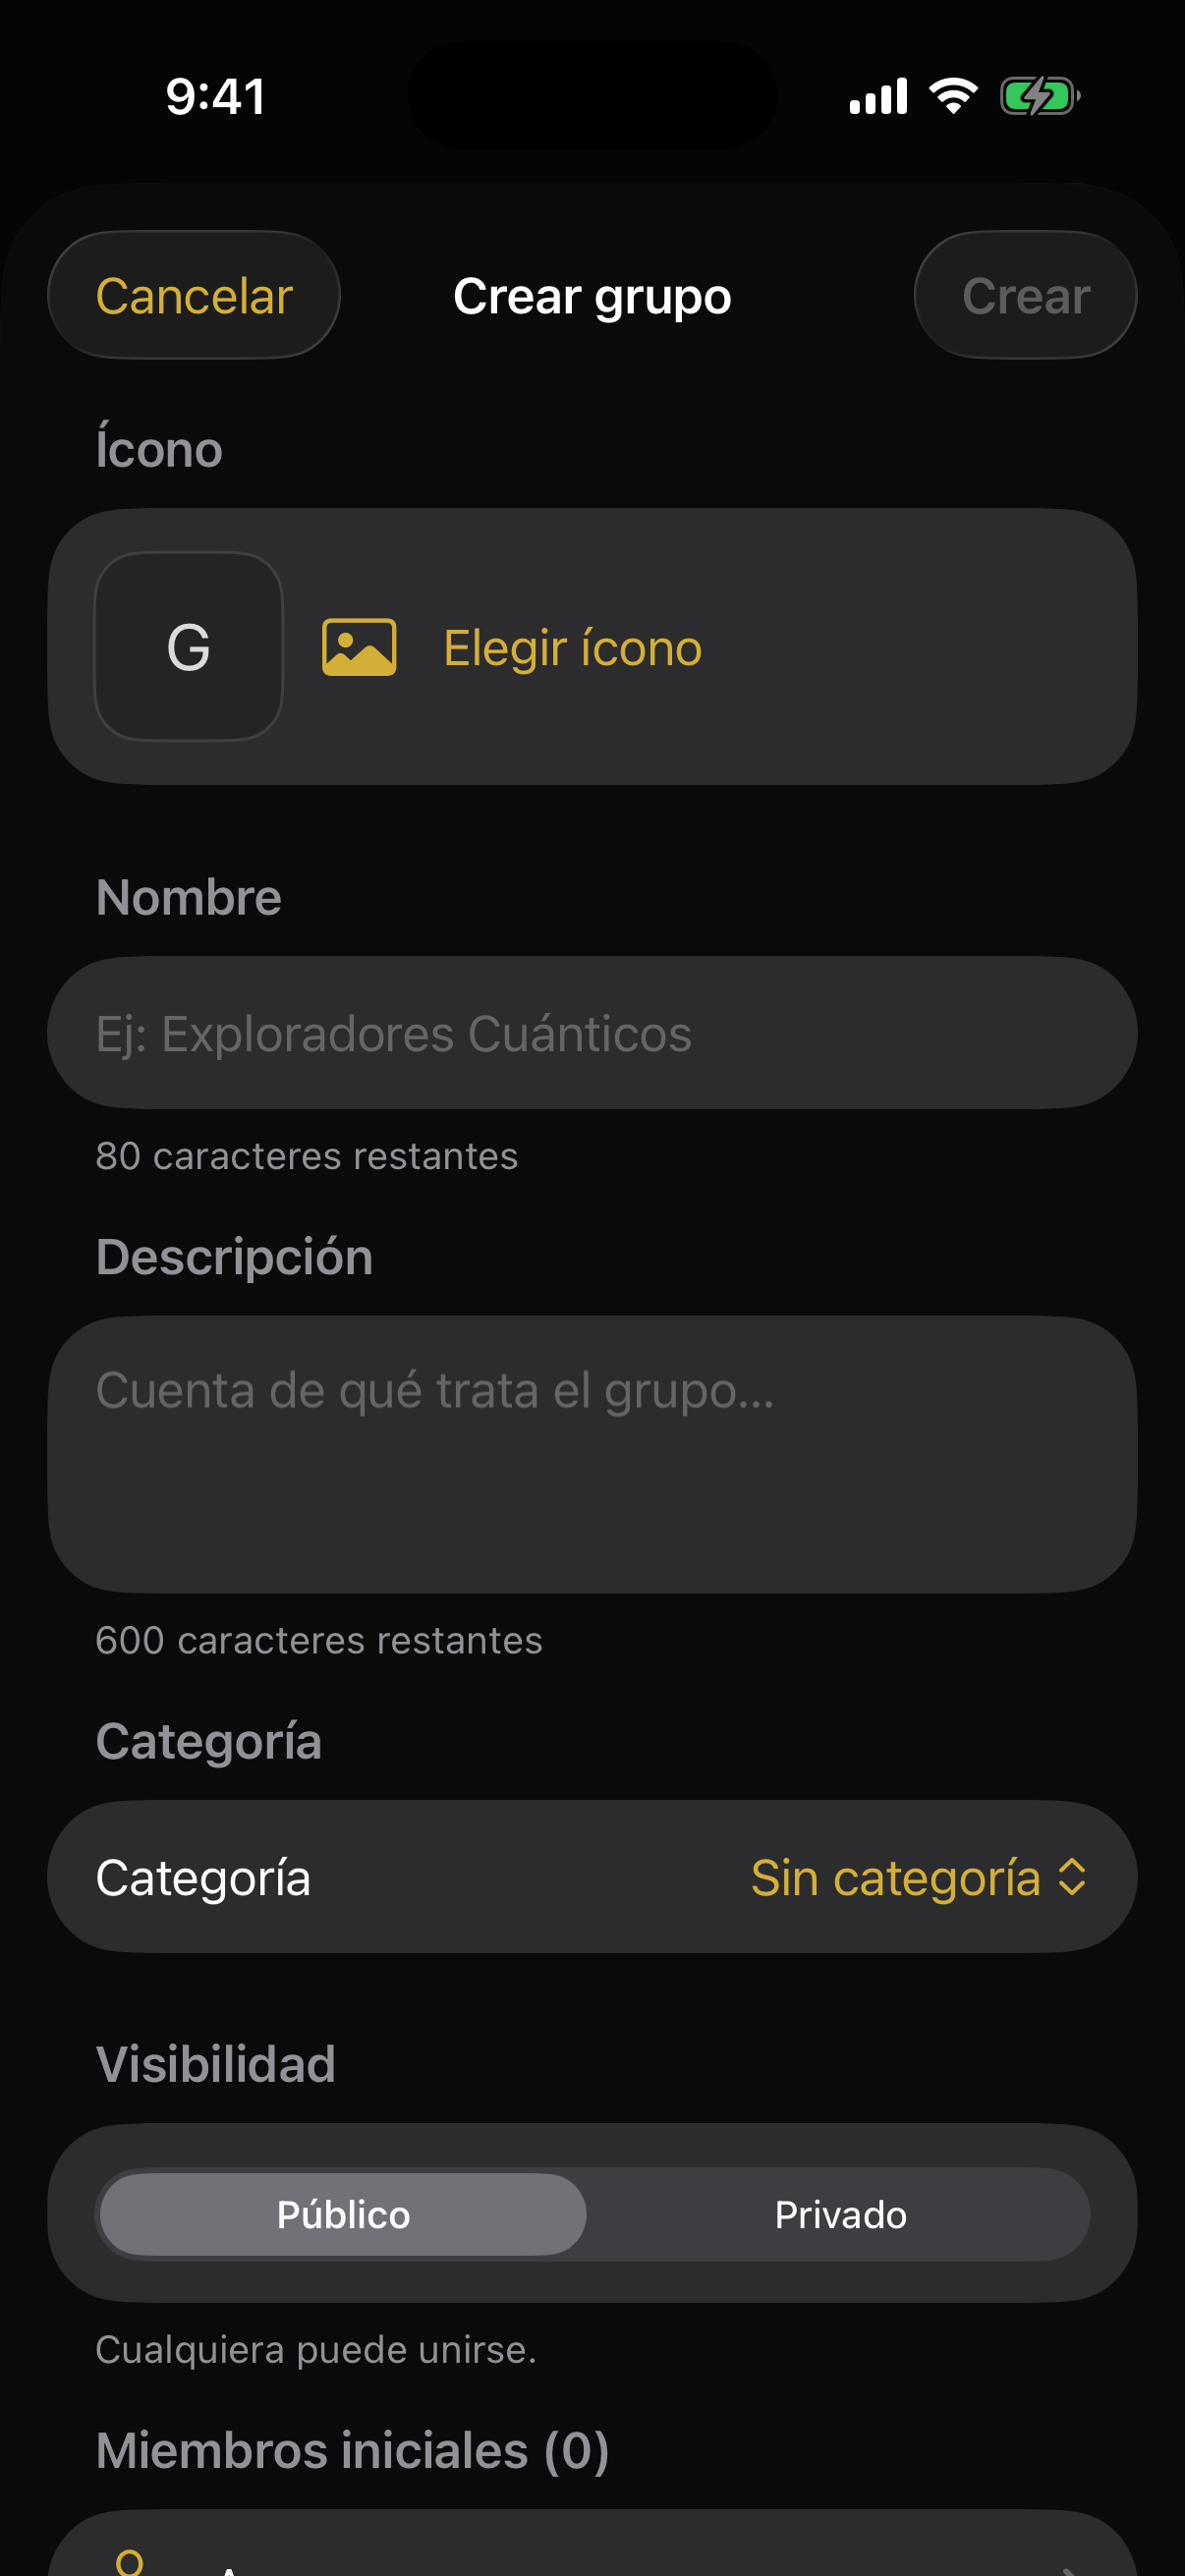 9:41
Cancelar
Crear grupo
Crear
Ícono
G
Elegir ícono
Nombre
Ej: Exploradores Cuánticos
80 caracteres restantes
Descripción
Cuenta de qué trata el grupo...
600 caracteres restantes
Categoría
Categoría
Sin categoría
Visibilidad
Público
Privado
Cualquiera puede unirse.
Miembros iniciales (0)